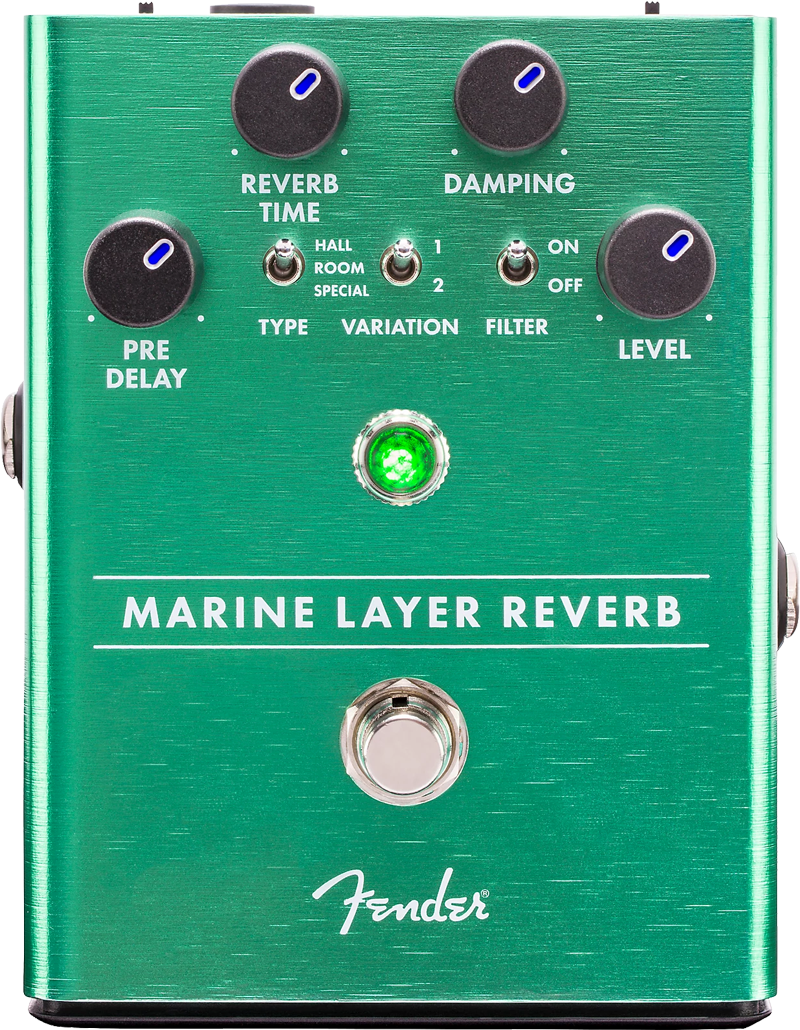 REVERB
TIME
DAMPING
HALL
ROOM
SPECIAL
1
2
ON
OFF
TYPE
VARIATION
FILTER
PRE
DELAY
LEVEL
MARINE LAYER REVERB
Fender®